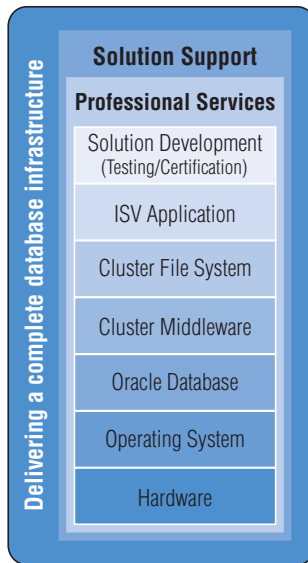 Delivering a complete database infrastructure
Solution Support
Professional Services
Solution Development
(Testing/Certification)
ISV Application
Cluster File System
Cluster Middleware
Oracle Database
Operating System
Hardware